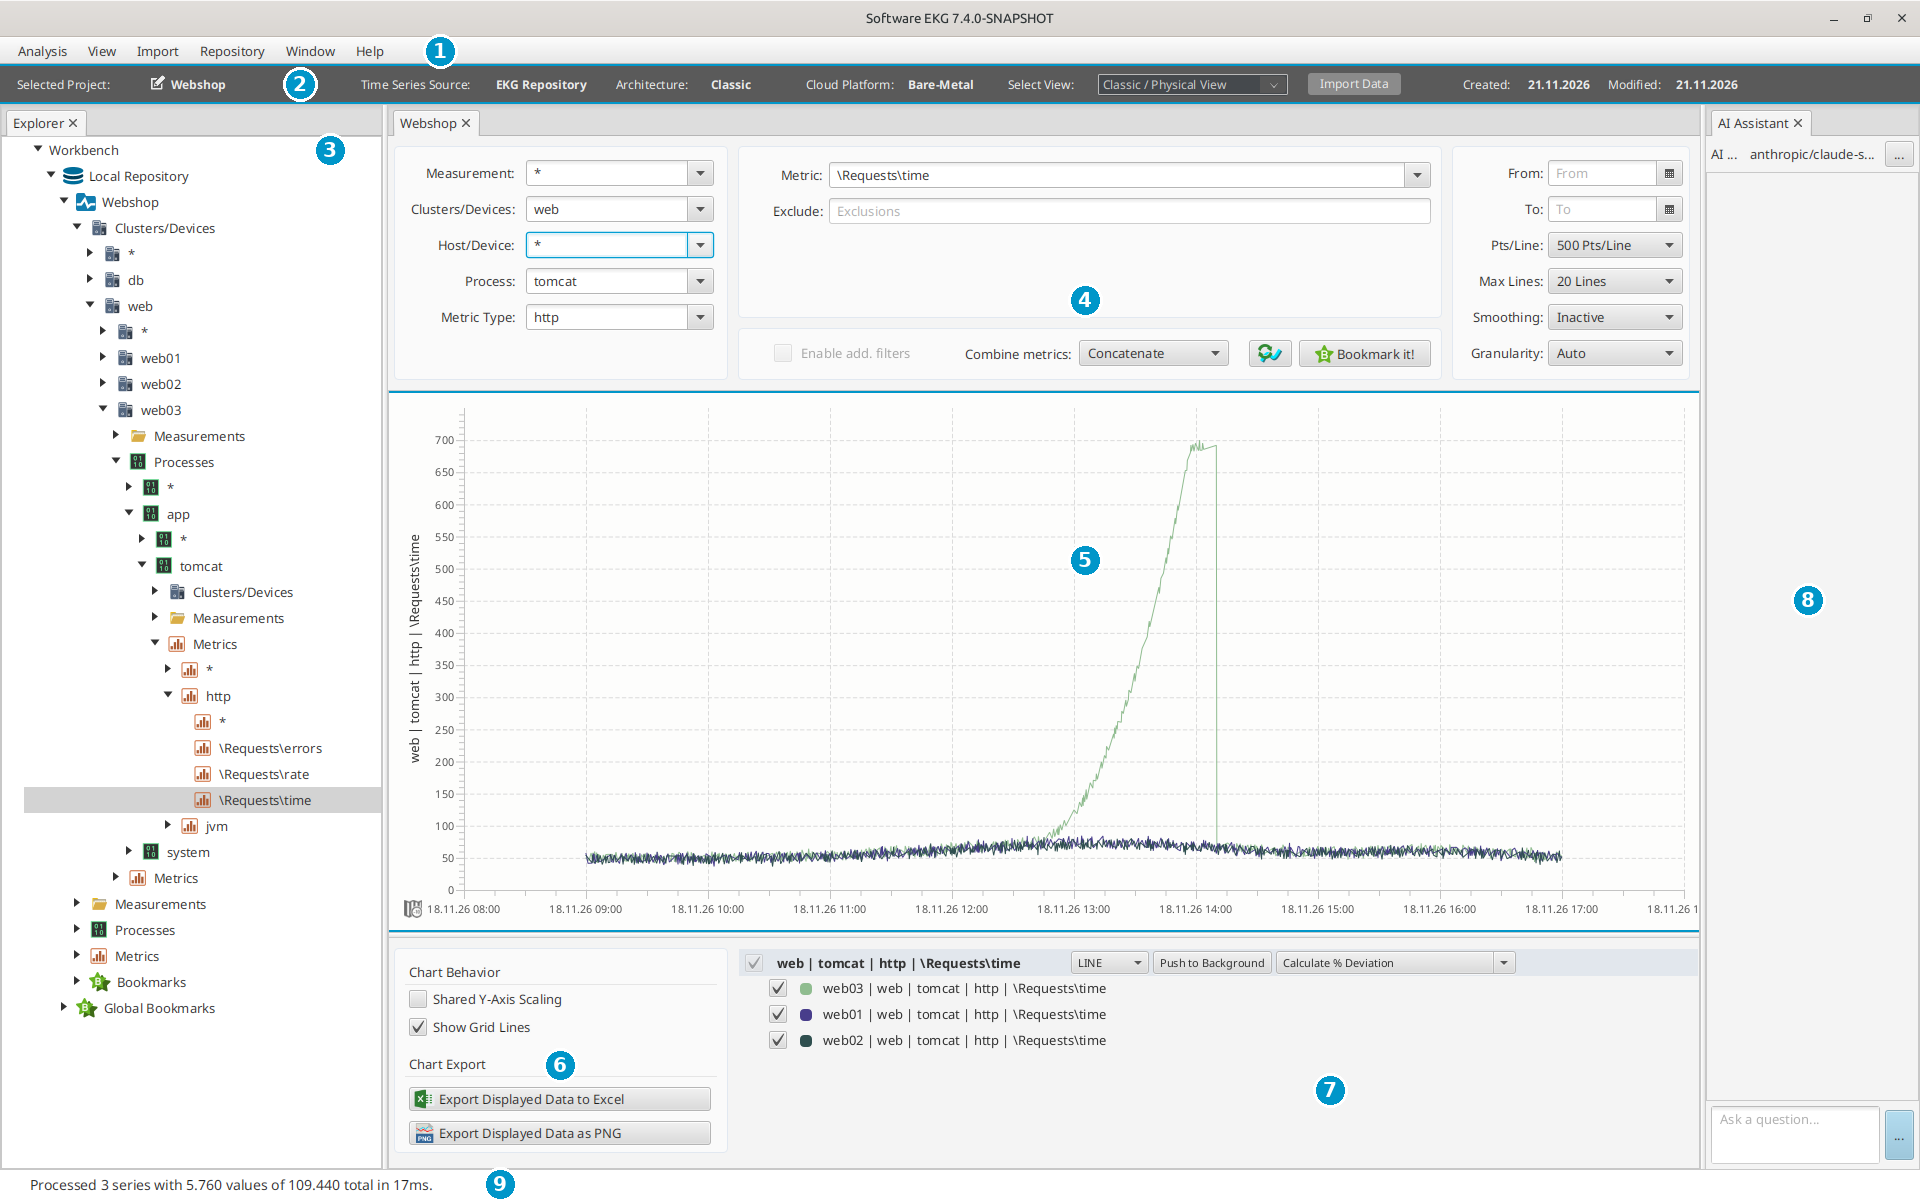 Software EKG 7.4.0-SNAPSHOT
Analysis View Import Repository Window Help 1
Selected Project: Webshop 2 Time Series Source: EKG Repository Architecture: Classic Cloud Platform: Bare-Metal Select View: Classic / Physical View Import Data Created: 21.11.2026 Modified: 21.11.2026
Explorer
Workbench 3
Local Repository
Webshop
Clusters/Devices
*
db
web
*
web01
web02
web03
Measurements
Processes
*
app
*
tomcat
Clusters/Devices
Measurements
Metrics
*
http
*
\Requests\errors
\Requests\rate
\Requests\time
jvm
system
Metrics
Measurements
Processes
Metrics
Bookmarks
Global Bookmarks
Webshop
Measurement: *
Clusters/Devices: web
Host/Device: *
Process: tomcat
Metric Type: http
Metric: \Requests\time
Exclude: Exclusions
4
Enable add. filters Combine metrics: Concatenate Bookmark it!
From: From
To: To
Pts/Line: 500 Pts/Line
Max Lines: 20 Lines
Smoothing: Inactive
Granularity: Auto
web | tomcat | http | \Requests\time
700
650
600
550
500
450
400
350
300
250
200
150
100
50
0
5
18.11.26 08:00 18.11.26 09:00 18.11.26 10:00 18.11.26 11:00 18.11.26 12:00 18.11.26 13:00 18.11.26 14:00 18.11.26 15:00 18.11.26 16:00 18.11.26 17:00 18.11.26 1
Chart Behavior
Shared Y-Axis Scaling
Show Grid Lines
Chart Export 6
Export Displayed Data to Excel
PNG Export Displayed Data as PNG
web | tomcat | http | \Requests\time LINE Push to Background Calculate % Deviation
web03 | web | tomcat | http | \Requests\time
web01 | web | tomcat | http | \Requests\time
web02 | web | tomcat | http | \Requests\time
7
AI Assistant
AI ... anthropic/claude-s... ...
8
Ask a question... ...
Processed 3 series with 5.760 values of 109.440 total in 17ms. 9